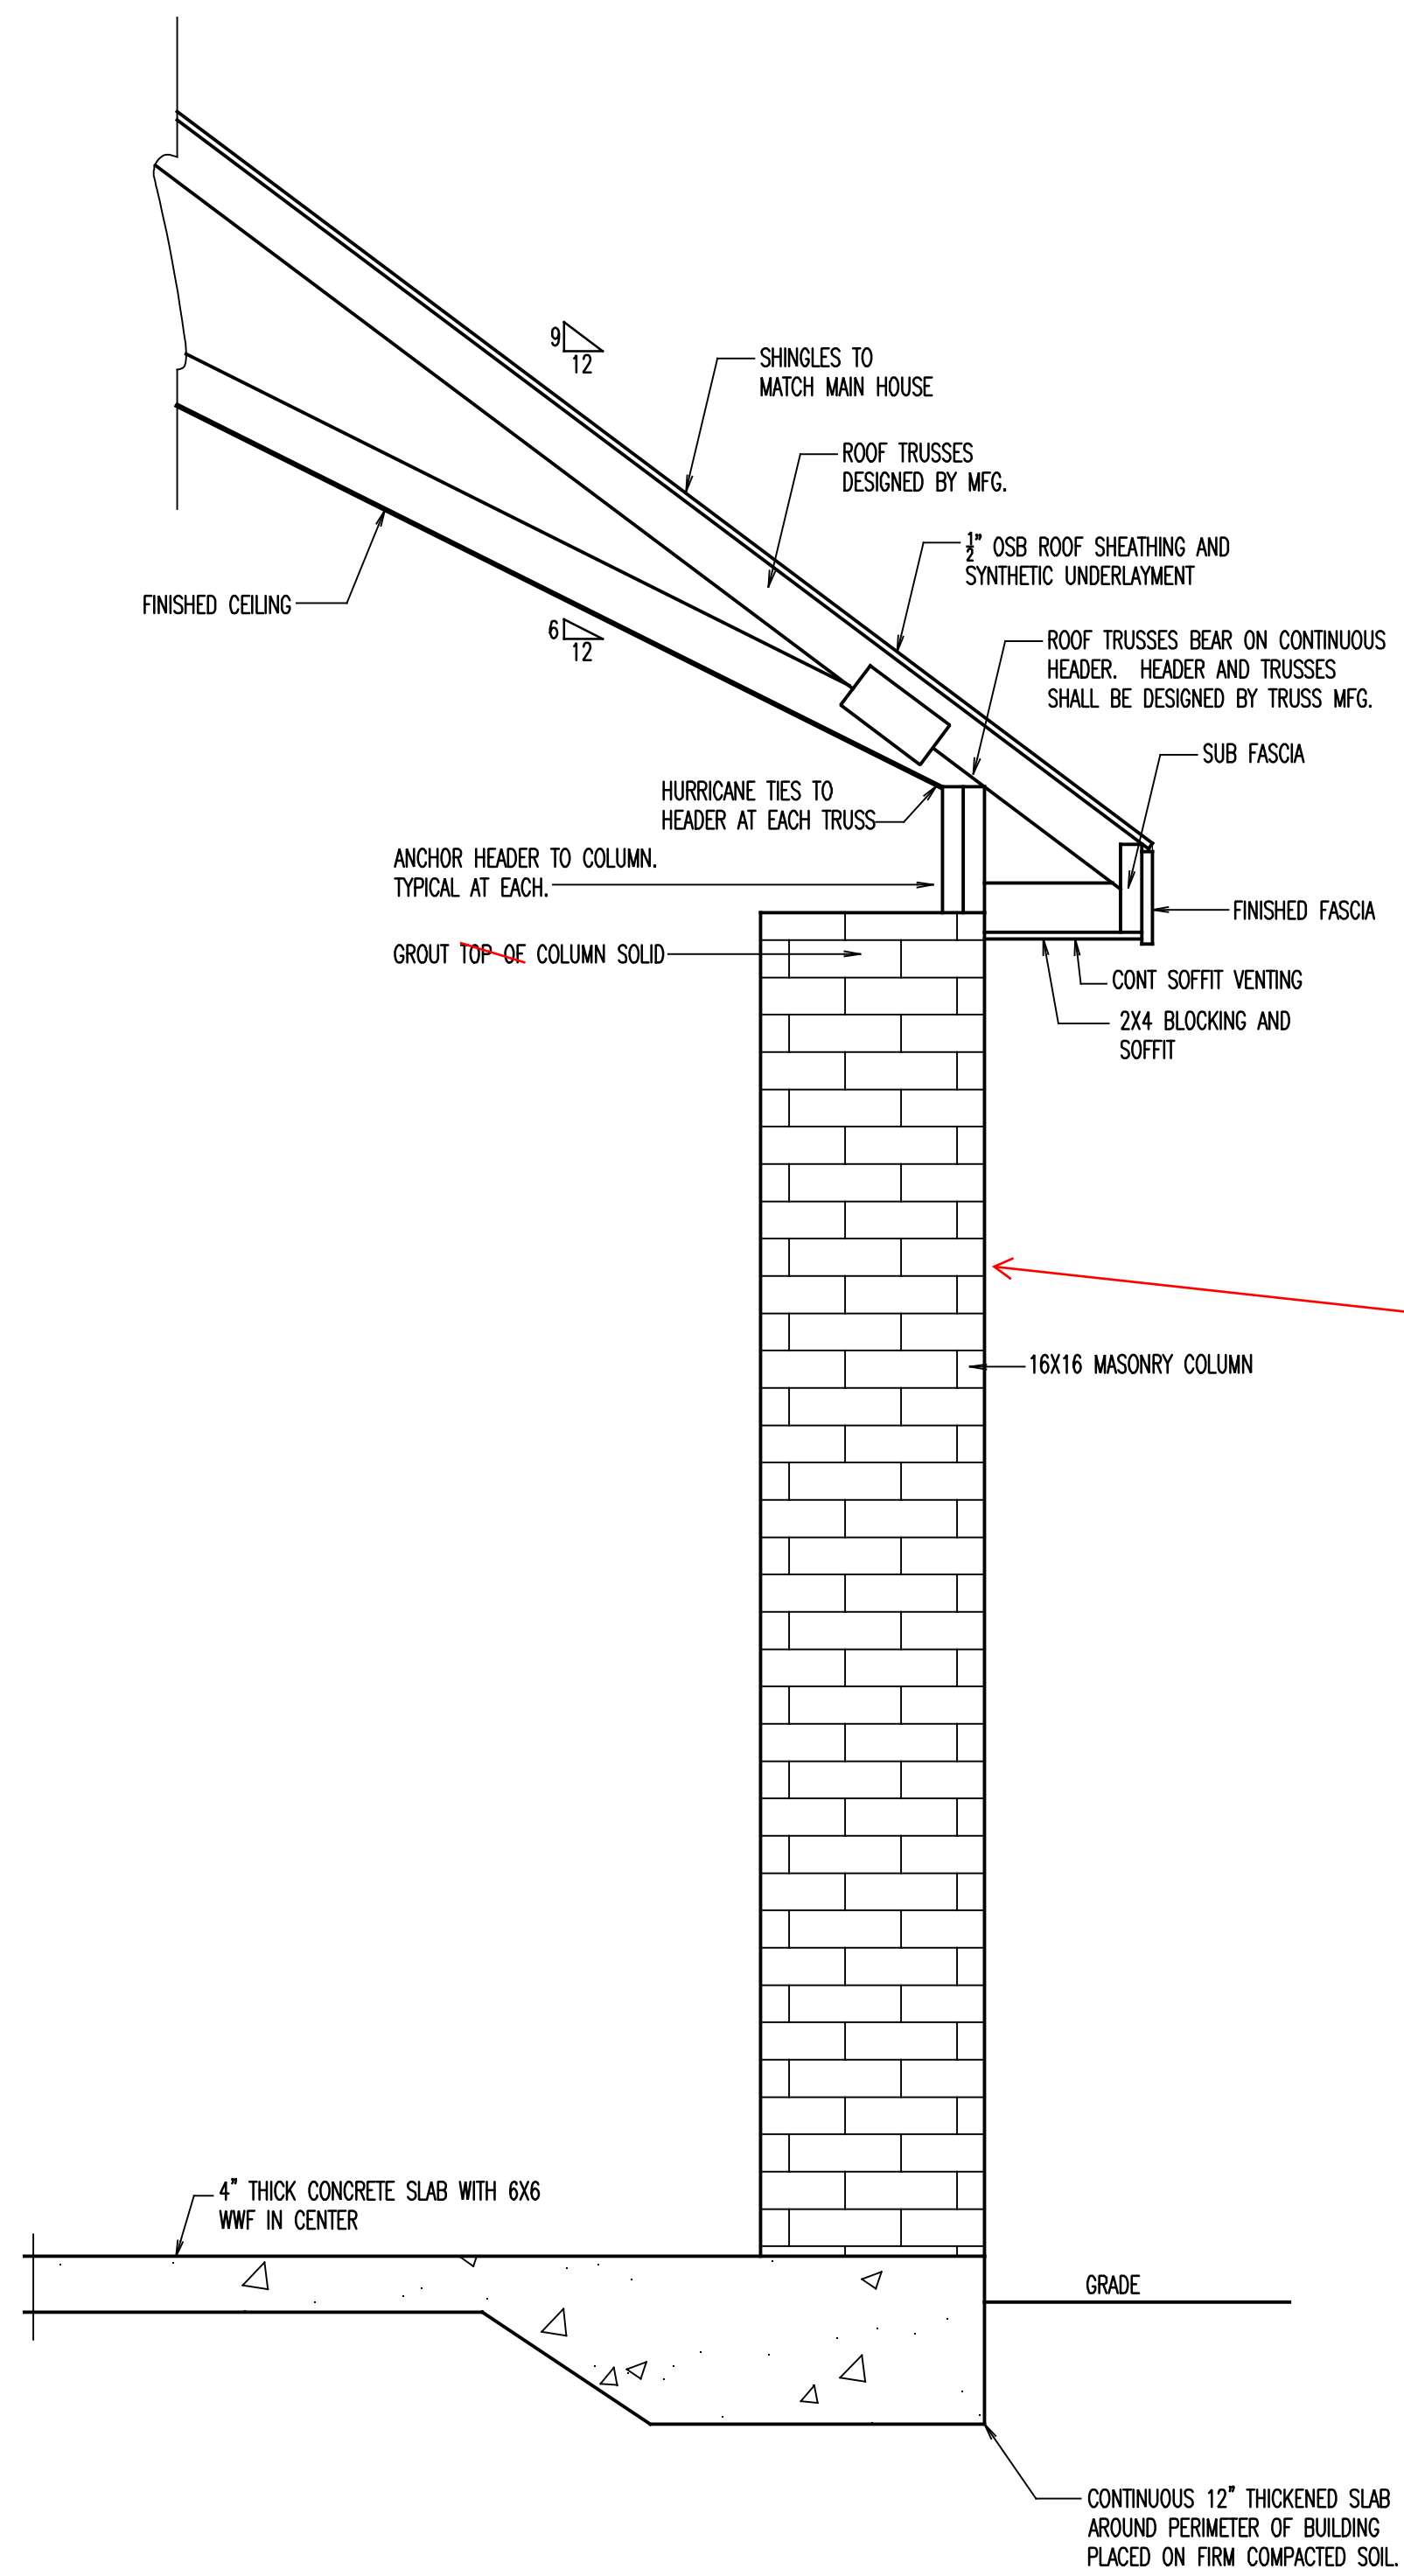 9
12
SHINGLES TO
MATCH MAIN HOUSE
ROOF TRUSSES
DESIGNED BY MFG.
1/2" OSB ROOF SHEATHING AND
SYNTHETIC UNDERLAYMENT
FINISHED CEILING
6
12
ROOF TRUSSES BEAR ON CONTINUOUS
HEADER. HEADER AND TRUSSES
SHALL BE DESIGNED BY TRUSS MFG.
SUB FASCIA
HURRICANE TIES TO
HEADER AT EACH TRUSS
ANCHOR HEADER TO COLUMN.
TYPICAL AT EACH.
FINISHED FASCIA
GROUT TOP OF COLUMN SOLID
CONT SOFFIT VENTING
2X4 BLOCKING AND
SOFFIT
16X16 MASONRY COLUMN
4" THICK CONCRETE SLAB WITH 6X6
WWF IN CENTER
GRADE
CONTINUOUS 12" THICKENED SLAB
AROUND PERIMETER OF BUILDING
PLACED ON FIRM COMPACTED SOIL.